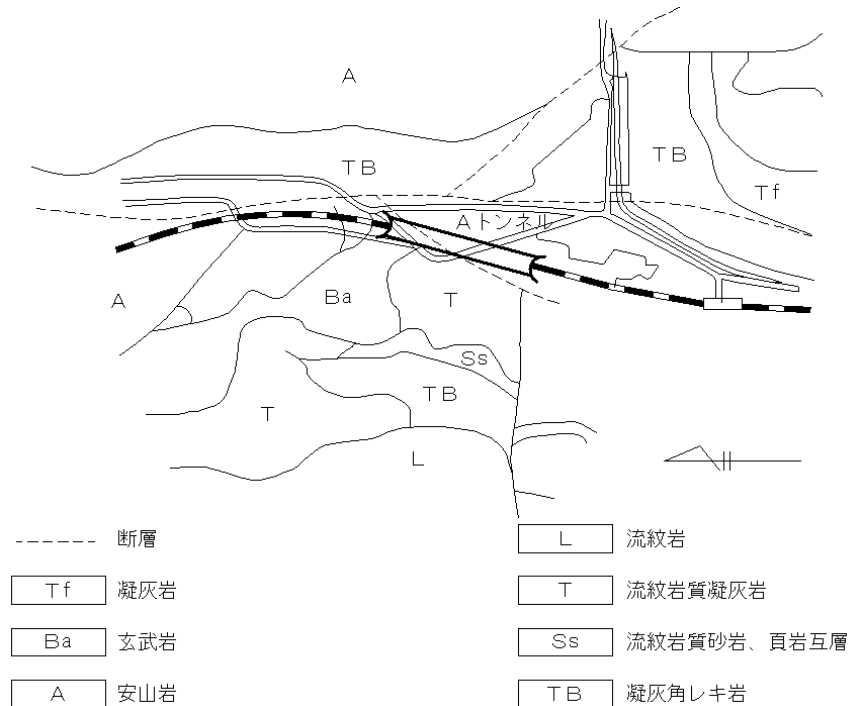 A
TB
TB
Tf
Aトンネル
A
Ba
T
Ss
TB
T
L
断層
Tf 凝灰岩
Ba 玄武岩
A 安山岩
L 流紋岩
T 流紋岩質凝灰岩
Ss 流紋岩質砂岩、頁岩互層
TB 凝灰角レキ岩